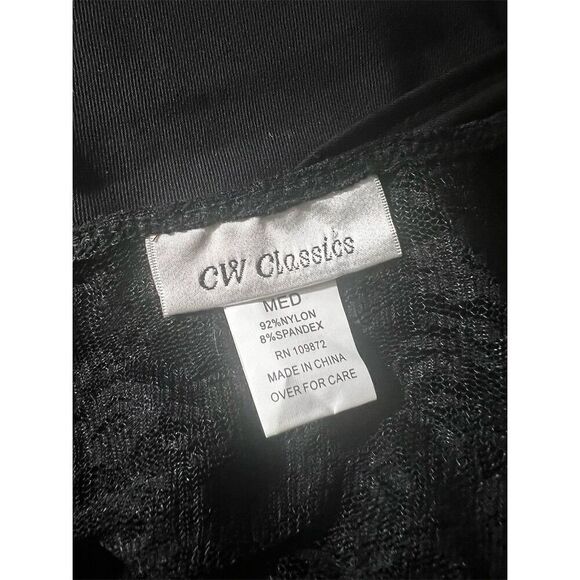 CW Classics
MED
92%NYLON
8%SPANDEX
RN 109872
MADE IN CHINA
OVER FOR CARE